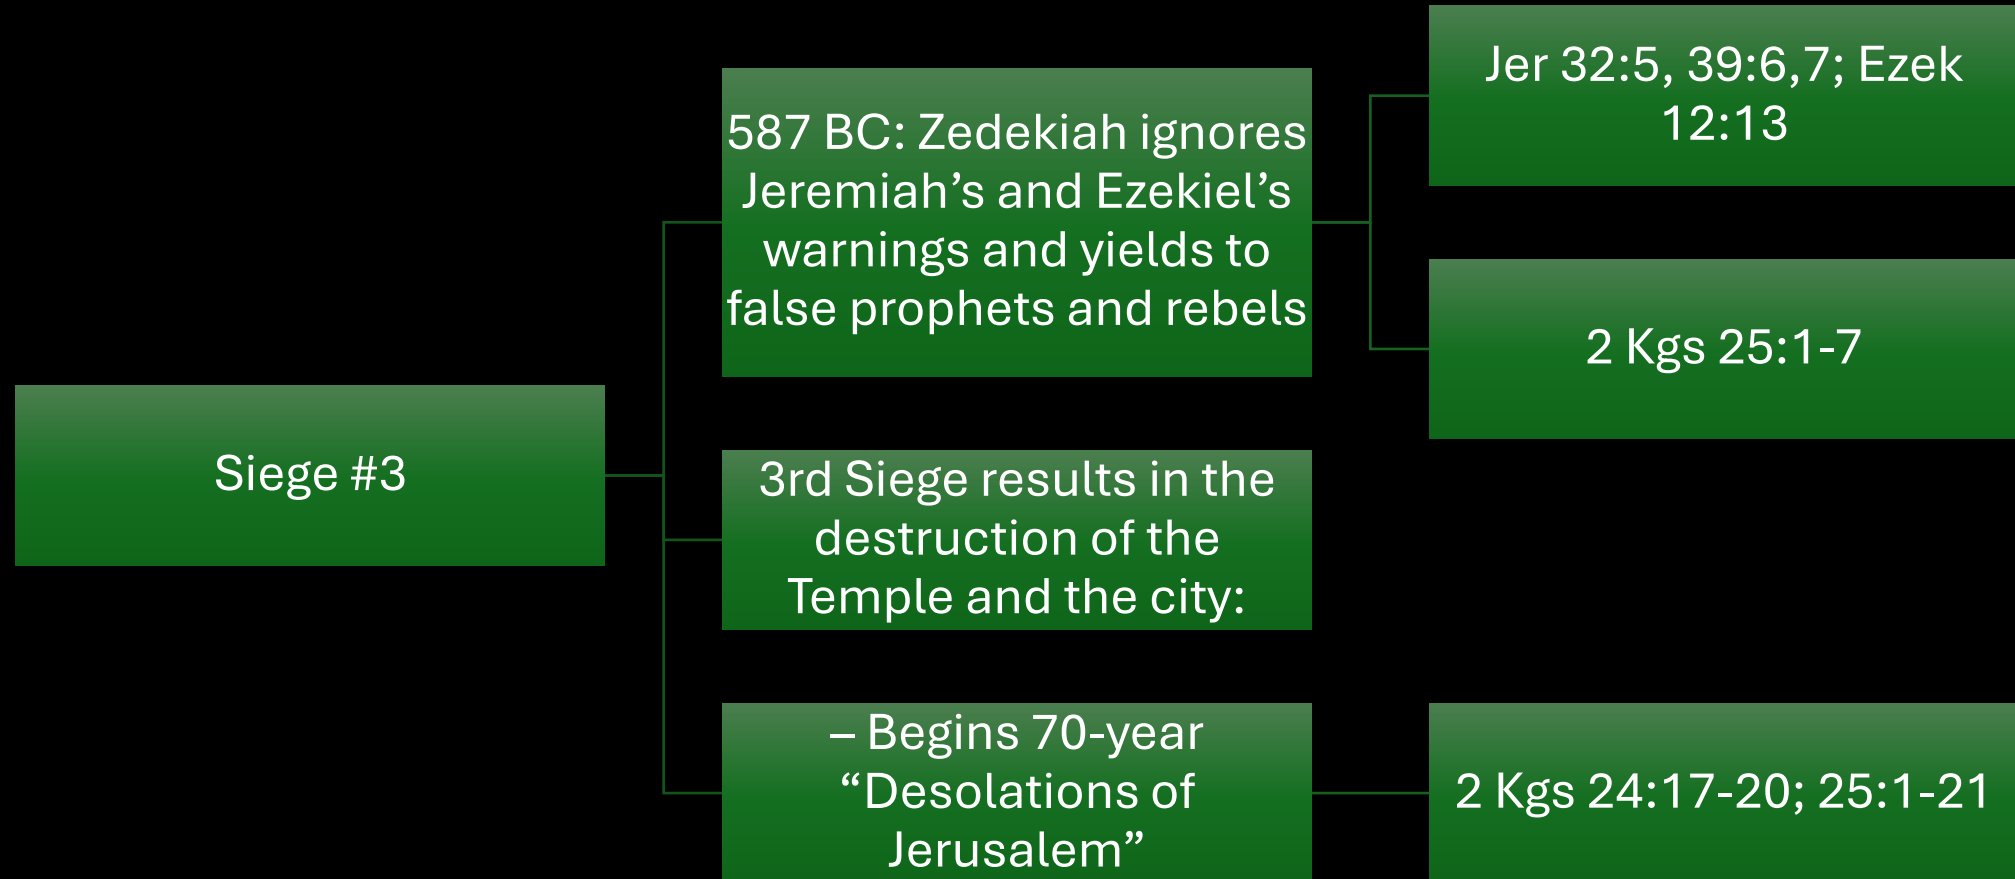 Siege #3
587 BC: Zedekiah ignores
Jeremiah’s and Ezekiel’s
warnings and yields to
false prophets and rebels
Jer 32:5, 39:6,7; Ezek
12:13
2 Kgs 25:1-7
3rd Siege results in the
destruction of the
Temple and the city:
– Begins 70-year
“Desolations of
Jerusalem”
2 Kgs 24:17-20; 25:1-21